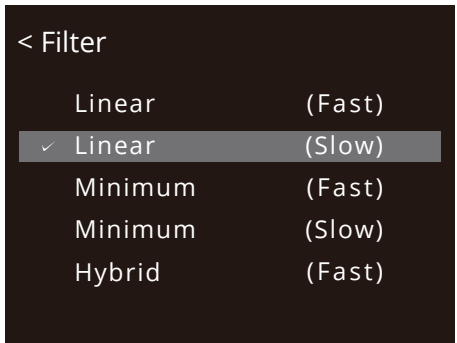 < Filter
Linear (Fast)
✓ Linear (Slow)
Minimum (Fast)
Minimum (Slow)
Hybrid (Fast)